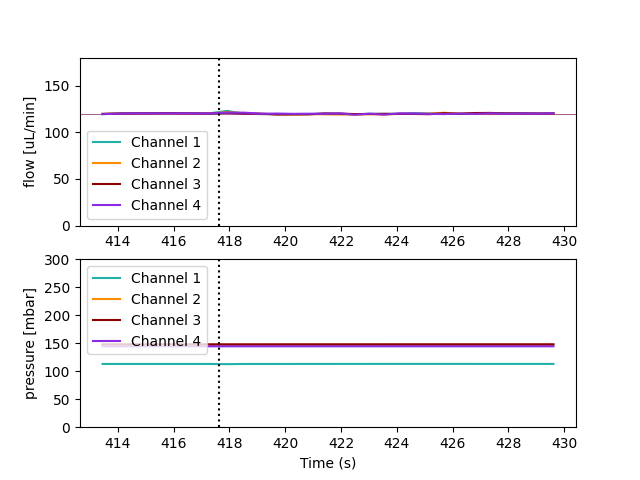 flow [uL/min]
150
100
50
0
Channel 1
Channel 2
Channel 3
Channel 4
414 416 418 420 422 424 426 428 430
pressure [mbar]
300
250
200
150
100
50
0
Channel 1
Channel 2
Channel 3
Channel 4
414 416 418 420 422 424 426 428 430
Time (s)